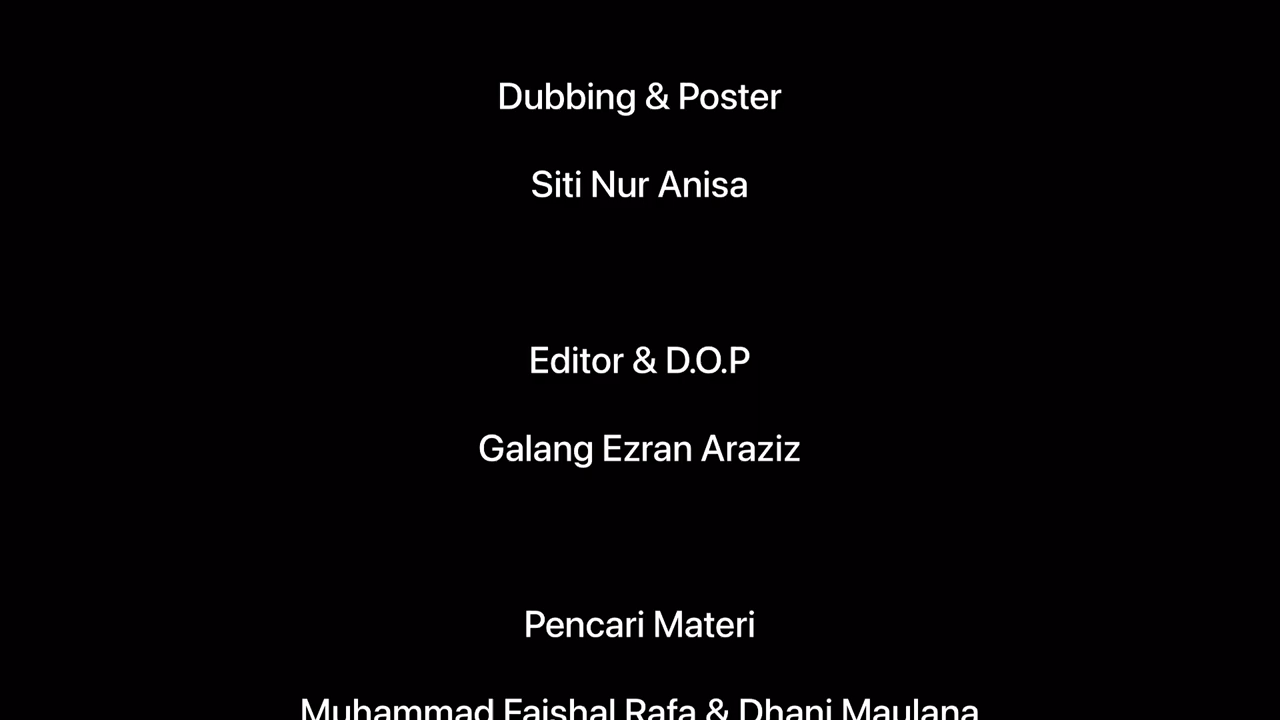 Dubbing & Poster
Siti Nur Anisa
Editor & D.O.P
Galang Ezran Araziz
Pencari Materi
Muhammad Faishal Rafa & Dhani Maulana